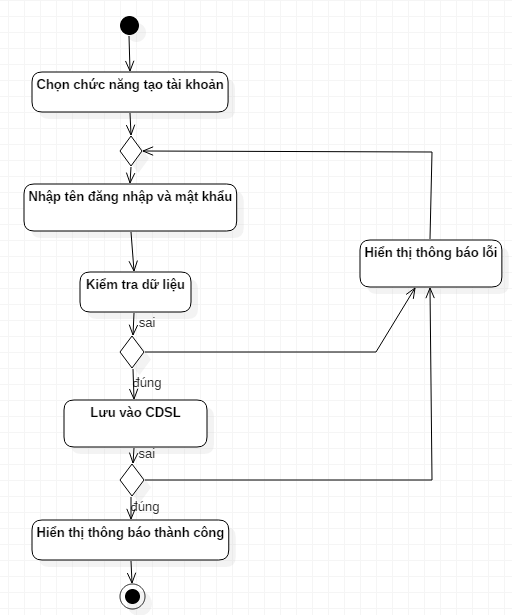 Chọn chức năng tạo tài khoản
Nhập tên đăng nhập và mật khẩu
Hiển thị thông báo lỗi
Kiểm tra dữ liệu
sai
đúng
Lưu vào CDSL
sai
đúng
Hiển thị thông báo thành công